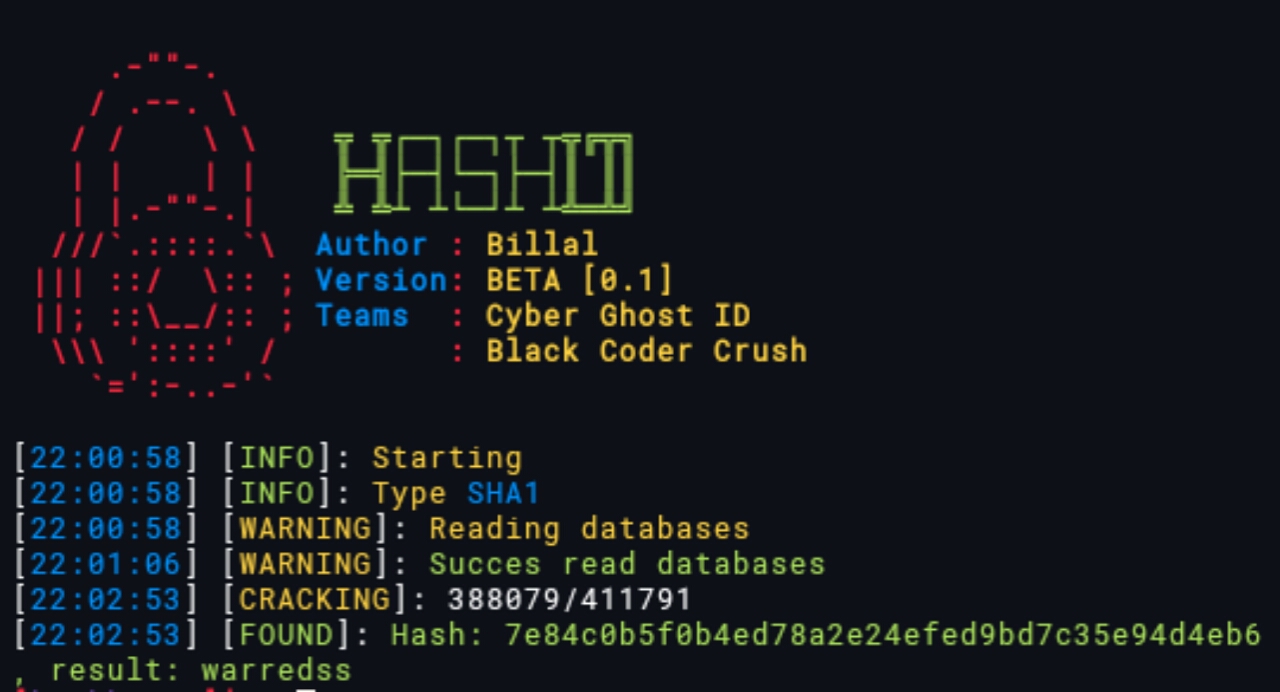 HASHIT
Author : Billal
Version: BETA [0.1]
Teams : Cyber Ghost ID
: Black Coder Crush
[22:00:58] [INFO]: Starting
[22:00:58] [INFO]: Type SHA1
[22:00:58] [WARNING]: Reading databases
[22:01:06] [WARNING]: Succes read databases
[22:02:53] [CRACKING]: 388079/411791
[22:02:53] [FOUND]: Hash: 7e84c0b5f0b4ed78a2e24efed9bd7c35e94d4eb6
, result: warredss